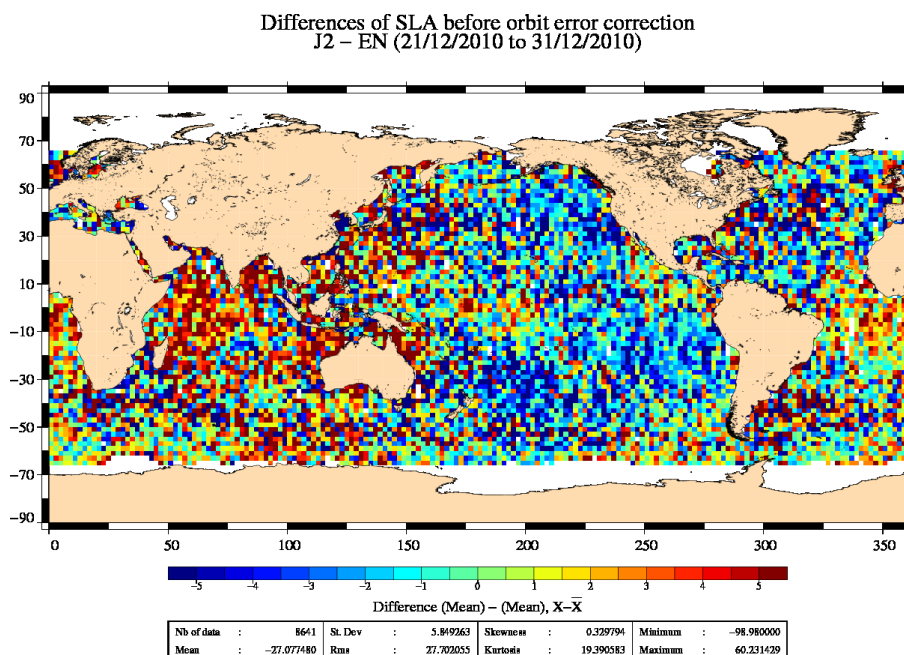 Differences of SLA before orbit error correction
J2 − EN (21/12/2010 to 31/12/2010)
90
70
50
30
10
−10
−30
−50
−70
−90
0 50 100 150 200 250 300 350
−5 −4 −3 −2 −1 0 1 2 3 4 5
Difference (Mean) − (Mean), X−X̅
Nb of data : 8641 St. Dev : 5.849263 Skewness : 0.329794 Minimum : −98.980000
Mean : −27.077480 Rms : 27.702055 Kurtosis : 19.390583 Maximum : 60.231429